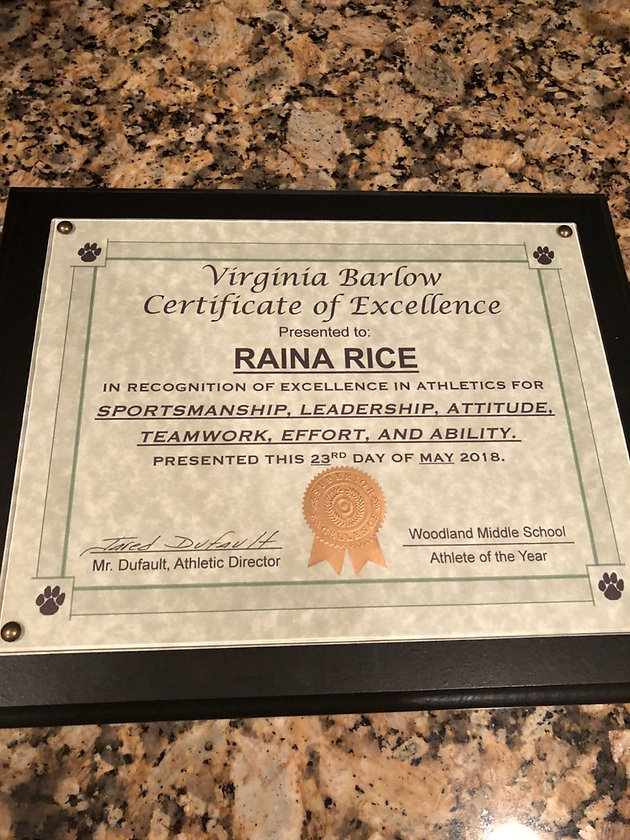 Virginia Barlow
Certificate of Excellence
Presented to:
RAINA RICE
IN RECOGNITION OF EXCELLENCE IN ATHLETICS FOR
SPORTSMANSHIP, LEADERSHIP, ATTITUDE,
TEAMWORK, EFFORT, AND ABILITY.
PRESENTED THIS 23RD DAY OF MAY 2018.
Jared Dufault
Mr. Dufault, Athletic Director
Woodland Middle School
Athlete of the Year